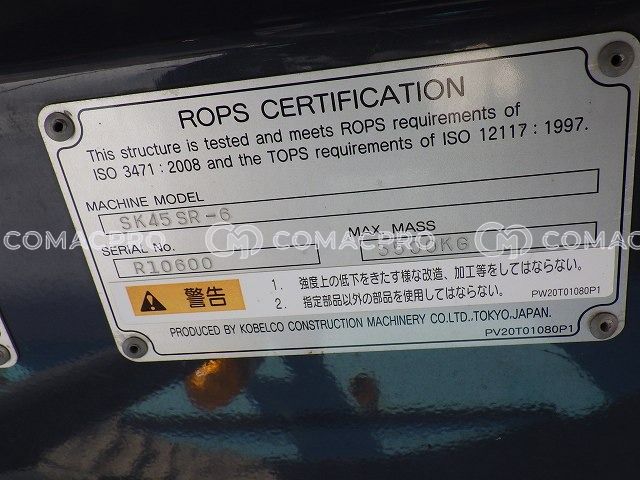 ROPS CERTIFICATION
This structure is tested and meets ROPS requirements of
ISO 3471 : 2008 and the TOPS requirements of ISO 12117 : 1997.
MACHINE MODEL
SK45SR-6
SERIAL No.
R10600
MAX. MASS
KG
COMACPRO CM COMACPRO CM COMACPRO
警告
1. 強度上の低下をきたす様な改造、加工等をしてはならない。
2. 指定部品以外の部品を使用してはならない。
PW20T01080P1
PRODUCED BY KOBELCO CONSTRUCTION MACHINERY CO.LTD.,TOKYO,JAPAN.
PV20T01080P1